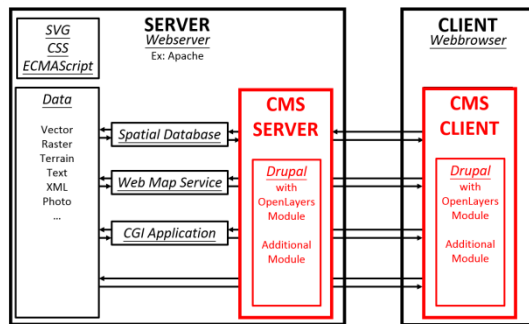 SERVER
Webserver
Ex: Apache
SVG
CSS
ECMAScript
Data
Vector
Raster
Terrain
Text
XML
Photo
...
Spatial Database
Web Map Service
CGI Application
CMS
SERVER
Drupal
with
OpenLayers
Module
Additional
Module
CLIENT
Webbrowser
CMS
CLIENT
Drupal
with
OpenLayers
Module
Additional
Module